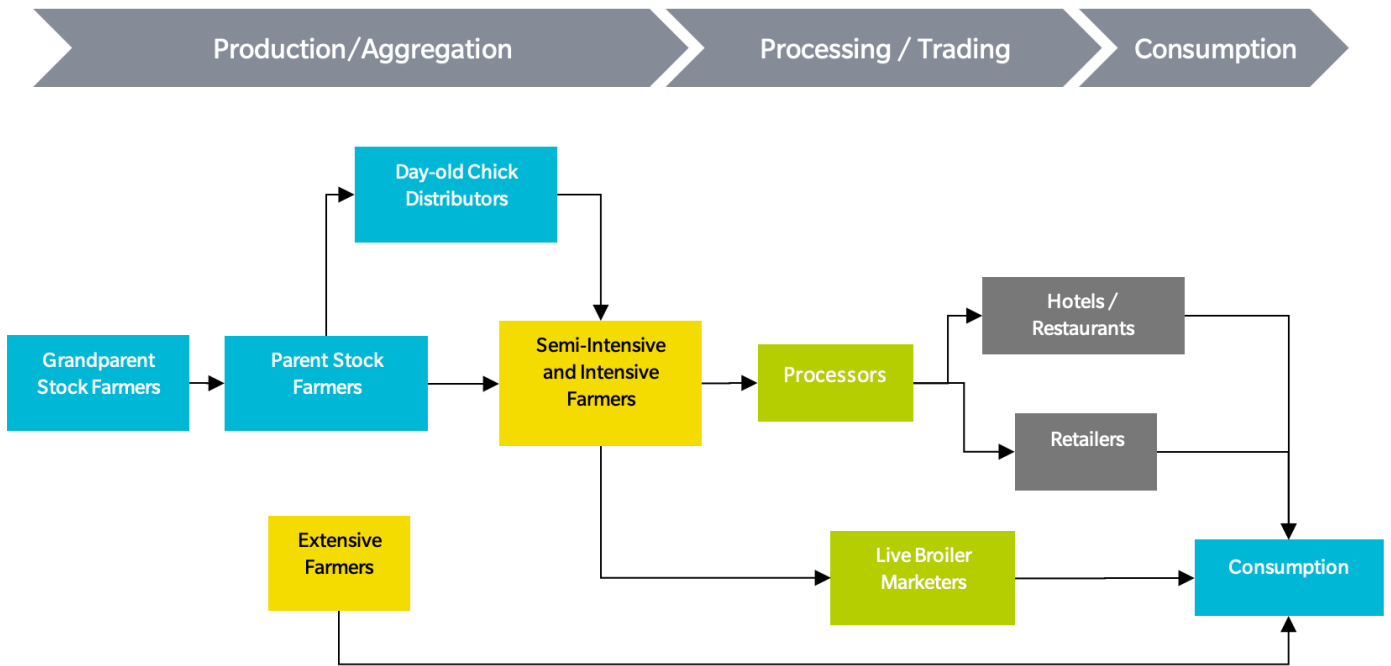 Production/Aggregation
Processing / Trading
Consumption
Day-old Chick
Distributors
Hotels /
Restaurants
Grandparent
Stock Farmers
Parent Stock
Farmers
Semi-Intensive
and Intensive
Farmers
Processors
Retailers
Extensive
Farmers
Live Broiler
Marketers
Consumption